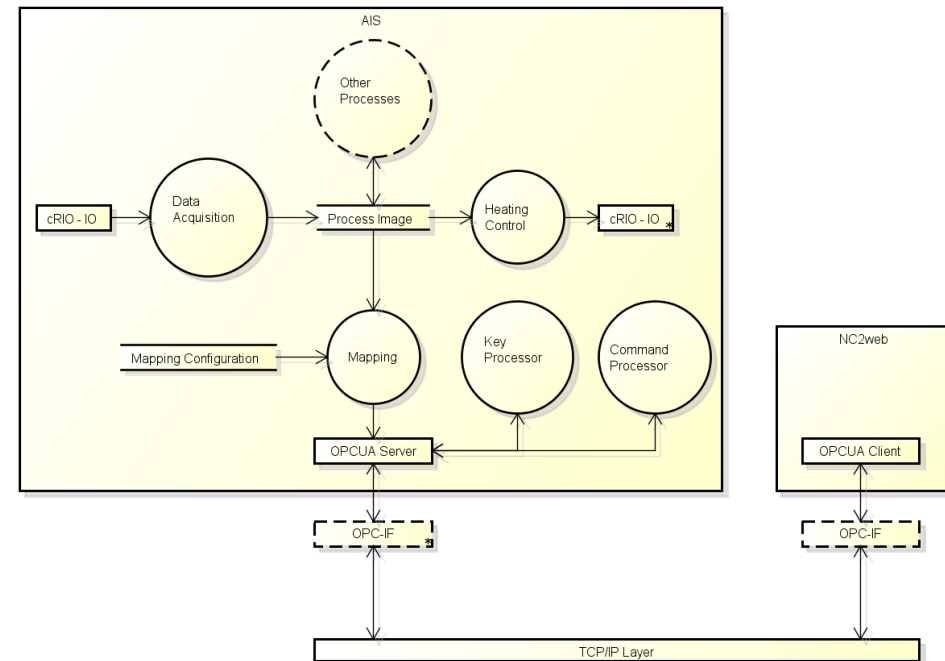 AIS
Other
Processes
cRIO - IO
Data
Acquisition
Process Image
Heating
Control
cRIO - IO
*
Mapping Configuration
Mapping
Key
Processor
Command
Processor
NC2web
OPCUA Server
OPCUA Client
OPC-IF
*
OPC-IF
TCP/IP Layer